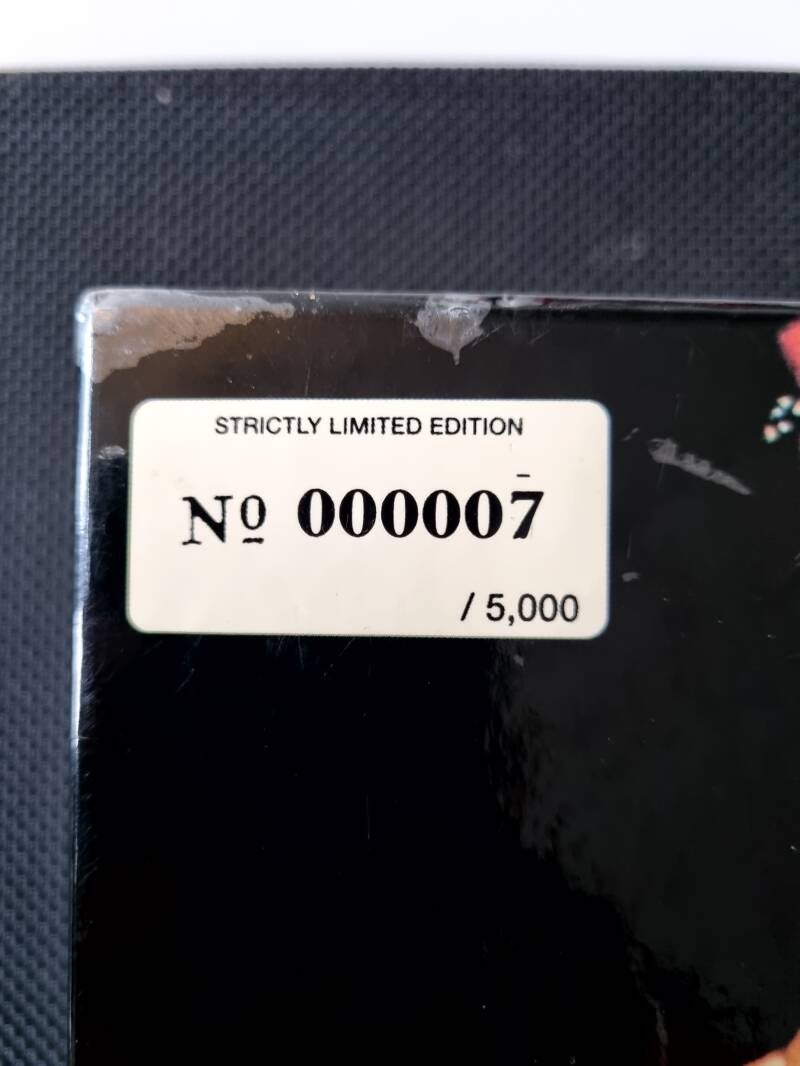 STRICTLY LIMITED EDITION
Nº 000007
/ 5,000